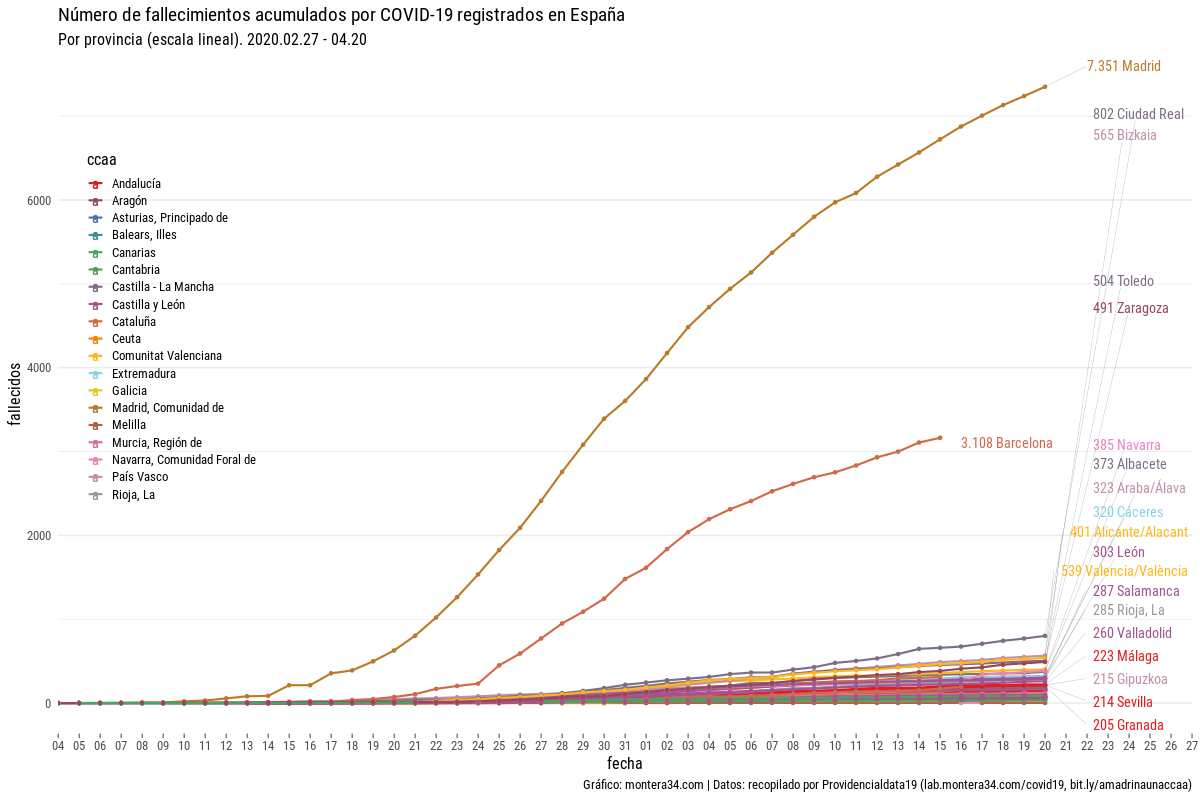 Número de fallecimientos acumulados por COVID-19 registrados en España
Por provincia (escala lineal). 2020.02.27 - 04.20
7.351 Madrid
802 Ciudad Real
565 Bizkaia
504 Toledo
491 Zaragoza
3.108 Barcelona
385 Navarra
373 Albacete
323 Araba/Álava
320 Cáceres
401 Alicante/Alacant
303 León
539 Valencia/València
287 Salamanca
285 Rioja, La
260 Valladolid
223 Málaga
215 Gipuzkoa
214 Sevilla
205 Granada
ccaa
Andalucía
Aragón
Asturias, Principado de
Balears, Illes
Canarias
Cantabria
Castilla - La Mancha
Castilla y León
Cataluña
Ceuta
Comunitat Valenciana
Extremadura
Galicia
Madrid, Comunidad de
Melilla
Murcia, Región de
Navarra, Comunidad Foral de
País Vasco
Rioja, La
fallecidos
6000
4000
2000
0
04 05 06 07 08 09 10 11 12 13 14 15 16 17 18 19 20 21 22 23 24 25 26 27 28 29 30 31 01 02 03 04 05 06 07 08 09 10 11 12 13 14 15 16 17 18 19 20 21 22 23 24 25 26 27
fecha
Gráfico: montera34.com | Datos: recopilado por Providencialdata19 (lab.montera34.com/covid19, bit.ly/amadrinaunaccaa)